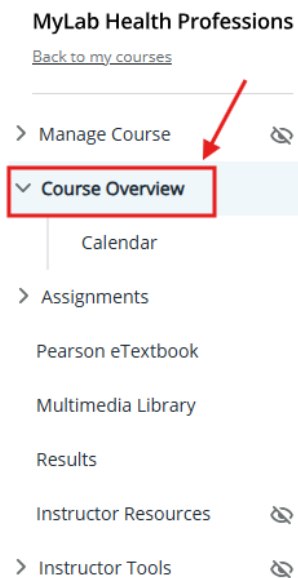 MyLab Health Professions
Back to my courses
Manage Course
Course Overview
Calendar
Assignments
Pearson eTextbook
Multimedia Library
Results
Instructor Resources
Instructor Tools